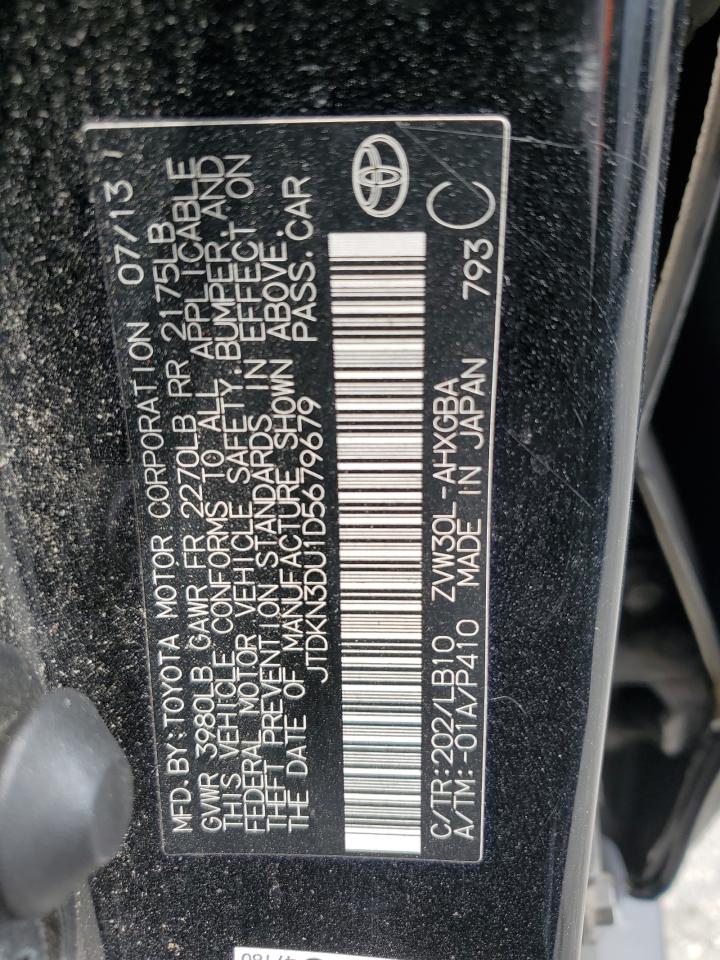 MFD. BY: TOYOTA MOTOR CORPORATION 07/13
GVWR 3980LB GAWR FR 2270LB RR 2175LB
THIS VEHICLE CONFORMS TO ALL APPLICABLE
FEDERAL MOTOR VEHICLE SAFETY, BUMPER, AND
THEFT PREVENTION STANDARDS IN EFFECT ON
THE DATE OF MANUFACTURE SHOWN ABOVE.
JTDKN3DU1D5679679 PASS. CAR
C/TR: 202/LB10 ZVW30L-AHXGBA
A/TM: -01A/P410 MADE IN JAPAN 793 C